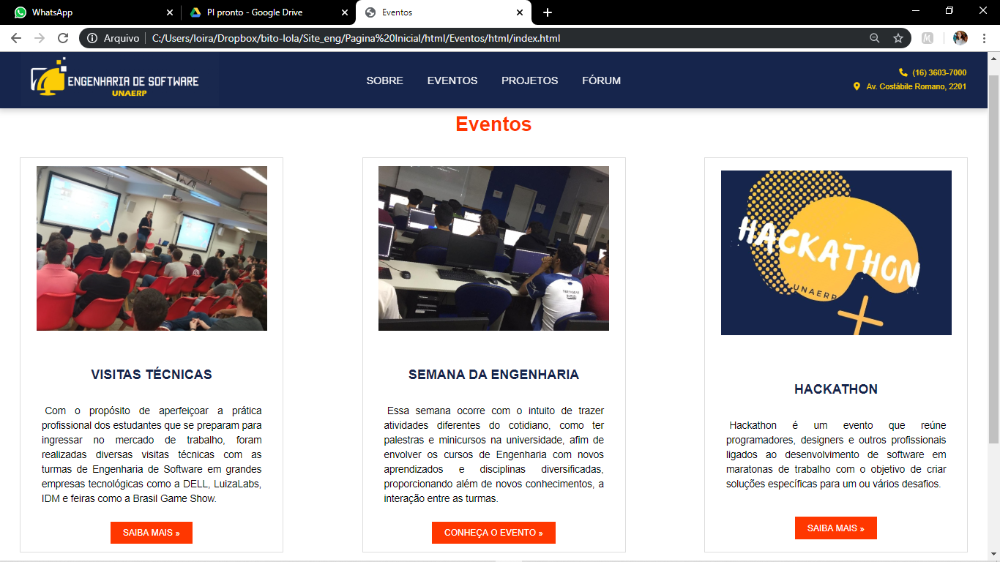 WhatsApp
PI pronto - Google Drive
Eventos
Arquivo
C:/Users/loira/Dropbox/bito-lola/Site_eng/Pagina%20Inicial/html/Eventos/html/index.html
ENGENHARIA DE SOFTWARE
UNAERP
SOBRE
EVENTOS
PROJETOS
FÓRUM
(16) 3603-7000
Av. Costábile Romano, 2201
Eventos
HACKATHON
UNAERP
VISITAS TÉCNICAS
Com o propósito de aperfeiçoar a prática
profissional dos estudantes que se preparam para
ingressar no mercado de trabalho, foram
realizadas diversas visitas técnicas com as
turmas de Engenharia de Software em grandes
empresas tecnológicas como a DELL, LuizaLabs,
IDM e feiras como a Brasil Game Show.
SAIBA MAIS »
SEMANA DA ENGENHARIA
Essa semana ocorre com o intuito de trazer
atividades diferentes do cotidiano, como ter
palestras e minicursos na universidade, afim de
envolver os cursos de Engenharia com novos
aprendizados e disciplinas diversificadas,
proporcionando além de novos conhecimentos, a
interação entre as turmas.
CONHEÇA O EVENTO »
HACKATHON
Hackathon é um evento que reúne
programadores, designers e outros profissionais
ligados ao desenvolvimento de software em
maratonas de trabalho com o objetivo de criar
soluções específicas para um ou vários desafios.
SAIBA MAIS »